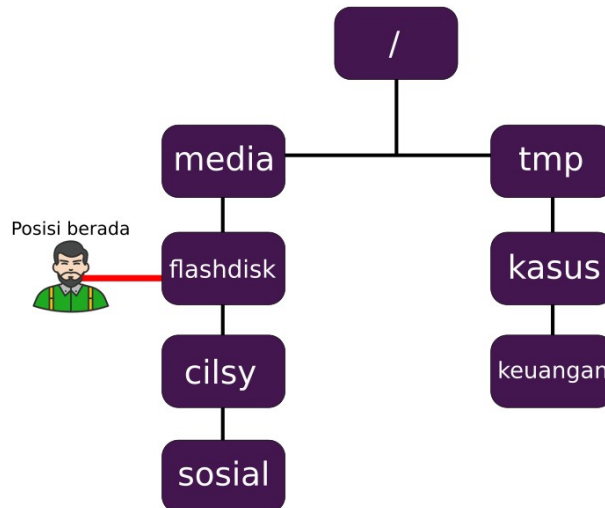 /
media
tmp
Posisi berada
flashdisk
kasus
cilsy
keuangan
sosial